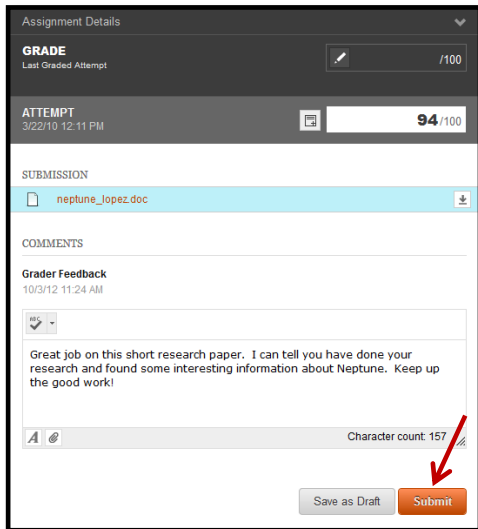 Assignment Details
GRADE
Last Graded Attempt
/100
ATTEMPT
3/22/10 12:11 PM
94/100
SUBMISSION
neptune_lopez.doc
COMMENTS
Grader Feedback
10/3/12 11:24 AM
ABC
Great job on this short research paper.  I can tell you have done your
research and found some interesting information about Neptune.  Keep up
the good work!
A
Character count: 157
Save as Draft
Submit